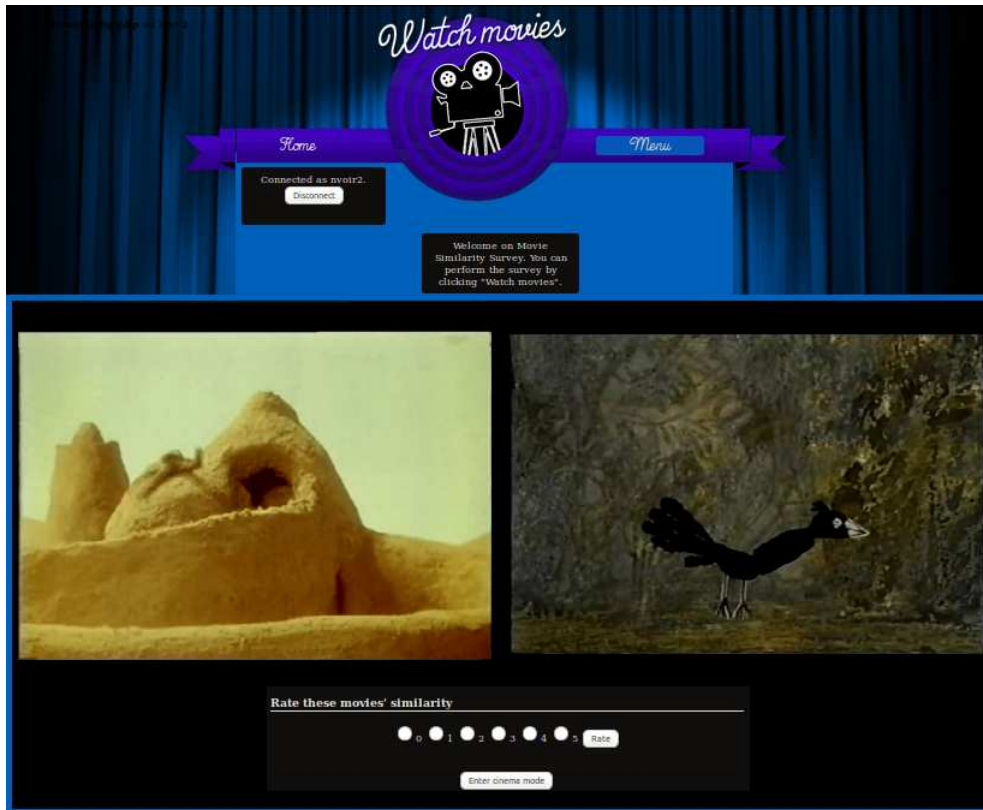 Watch movies
Home
Menu
Connected as nvoir2.
Disconnect
Welcome on Movie
Similarity Survey. You can
perform the survey by
clicking "Watch movies".
Rate these movies' similarity
0 1 2 3 4 5 Rate
Enter cinema mode